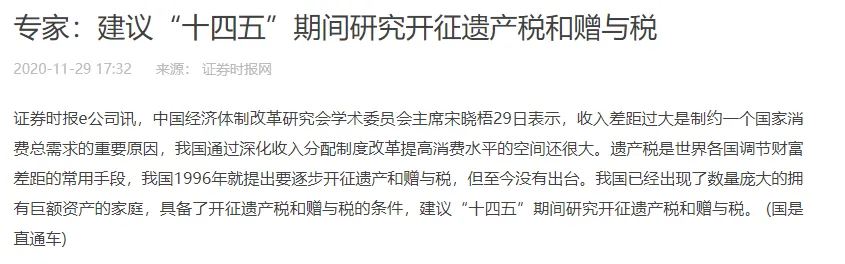 专家：建议“十四五”期间研究开征遗产税和赠与税
2020-11-29 17:32 来源： 证券时报网
证券时报e公司讯，中国经济体制改革研究会学术委员会主席宋晓梧29日表示，收入差距过大是制约一个国家消
费总需求的重要原因，我国通过深化收入分配制度改革提高消费水平的空间还很大。遗产税是世界各国调节财富
差距的常用手段，我国1996年就提出要逐步开征遗产和赠与税，但至今没有出台。我国已经出现了数量庞大的拥
有巨额资产的家庭，具备了开征遗产税和赠与税的条件，建议“十四五”期间研究开征遗产税和赠与税。 (国是
直通车)